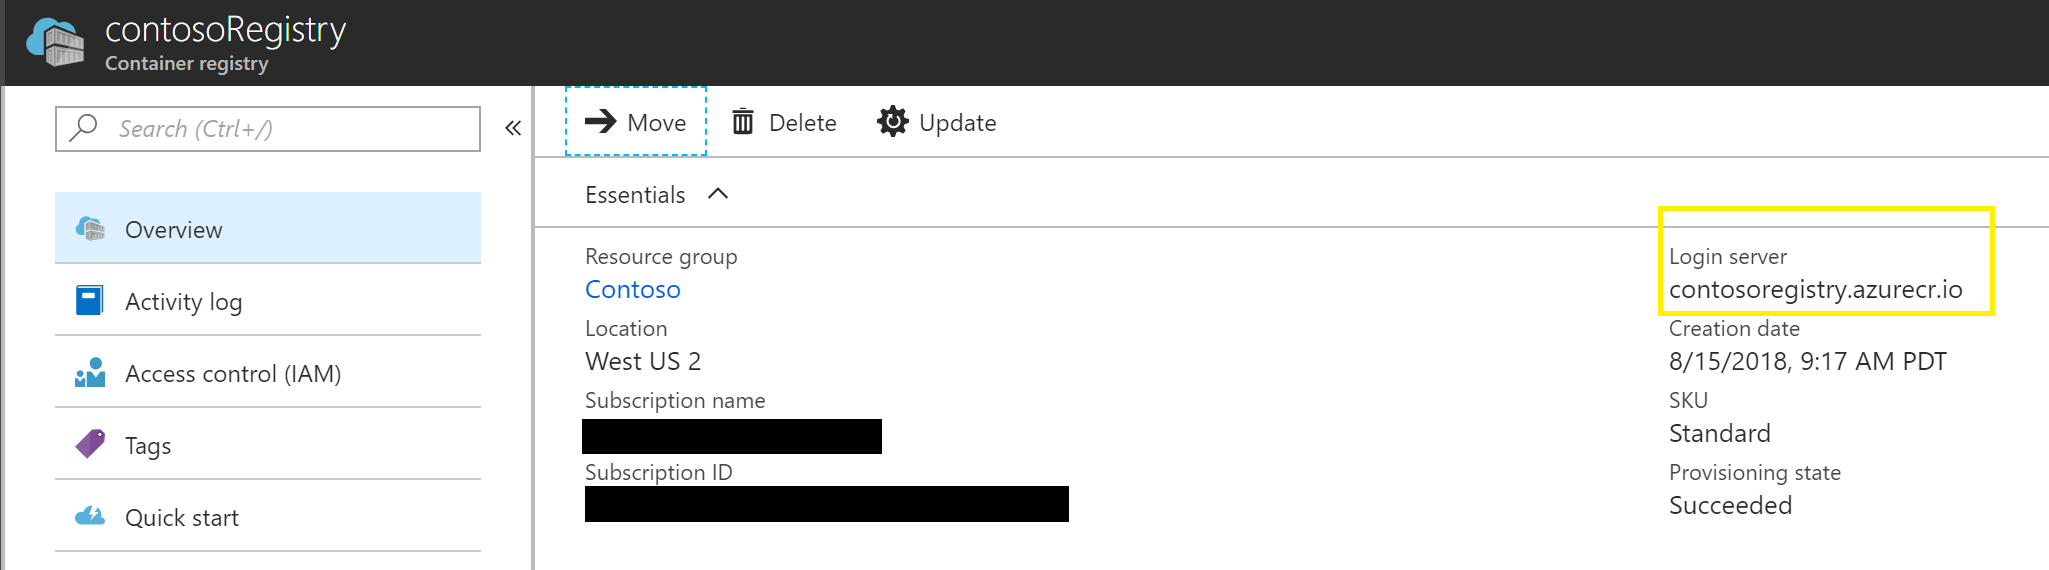 contosoRegistry
Container registry
Search (Ctrl+/)
Overview
Activity log
Access control (IAM)
Tags
Quick start
Move
Delete
Update
Essentials
Resource group
Contoso
Location
West US 2
Subscription name
Subscription ID
Login server
contosoregistry.azurecr.io
Creation date
8/15/2018, 9:17 AM PDT
SKU
Standard
Provisioning state
Succeeded